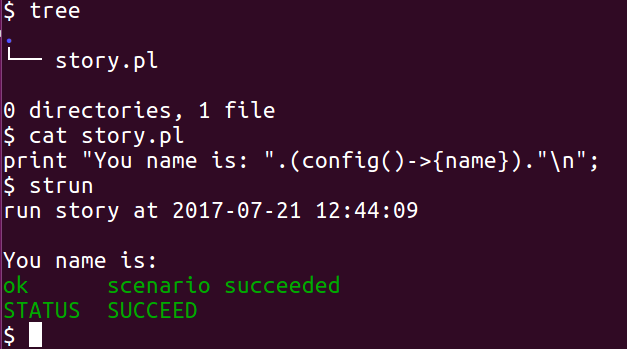 $ tree
.
└── story.pl
0 directories, 1 file
$ cat story.pl
print "You name is: ".(config()->{name})."\n";
$ strun
run story at 2017-07-21 12:44:09
You name is:
ok      scenario succeeded
STATUS  SUCCEED
$